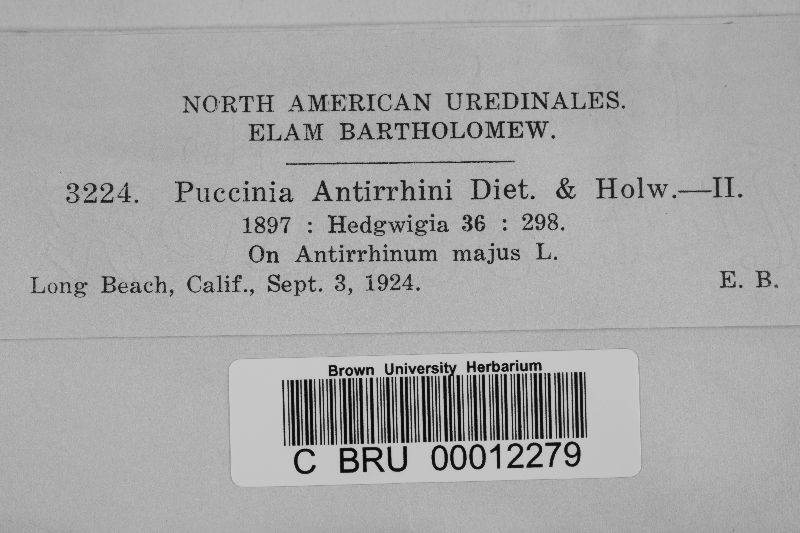 NORTH AMERICAN UREDINALES.
ELAM BARTHOLOMEW.
3224. Puccinia Antirrhini Diet. & Holw.—II.
1897 : Hedgwigia 36 : 298.
On Antirrhinum majus L.
Long Beach, Calif., Sept. 3, 1924. E. B.
Brown University Herbarium
C BRU 00012279